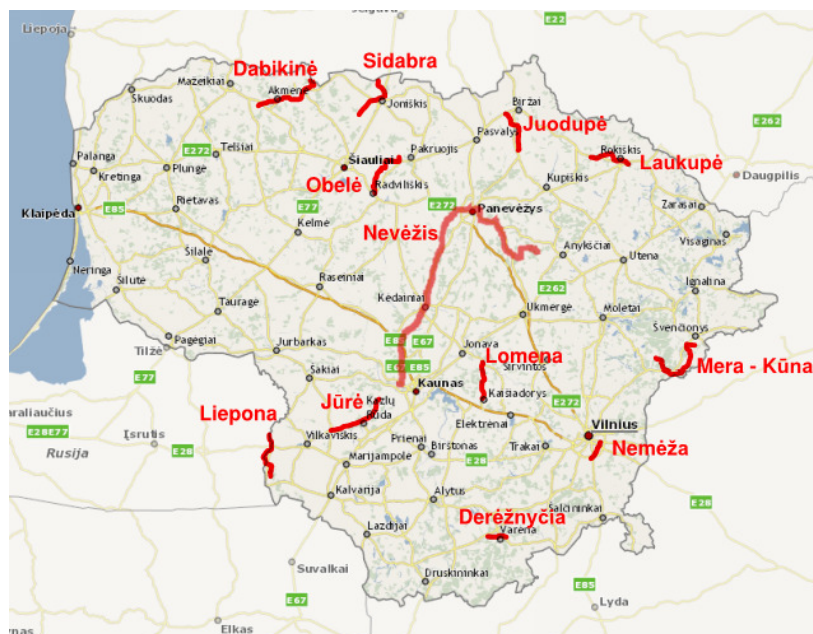 Liepoja
E22
Dabikinė
Sidabra
Mažeikiai
Akmenė
Skuodas
Joniškis
Biržai
Juodupė
E262
Pasvalys
E272
Telšiai
Šiauliai
Pakruojis
Rokiškis
Laukupė
Palanga
Kretinga
Plungė
Obelė
Radviliškis
Kupiškis
Daugpilis
Klaipėda
E85
Rietavas
E77
E272
Panevėžys
Zarasai
Nevėžis
Kelmė
Anykščiai
Utena
Visaginas
Neringa
Šilalė
Šilutė
Raseiniai
E262
Ignalina
Tauragė
Kėdainiai
Ukmergė
Molėtai
Pagėgiai
Tilžė
Jurbarkas
E67
Jonava
Švenčionys
E77
Šakiai
E67
E85
Lomena
Širvintos
Mera - Kūna
Kaunas
Kaišiadorys
E272
Liepona
Jūrė
Kazlų
Rūda
Elektrėnai
Vilnius
Karaliaučius
E28E77
Įsrutis
E28
Vilkaviškis
Prienai
Birštonas
Trakai
Nemėža
Rusija
Marijampolė
E28
Kalvarija
Alytus
E28
Derėžnyčia
Šalčininkai
Lazdijai
Varėna
Suvalkai
Druskininkai
E85
E67
Lyda
Elkas